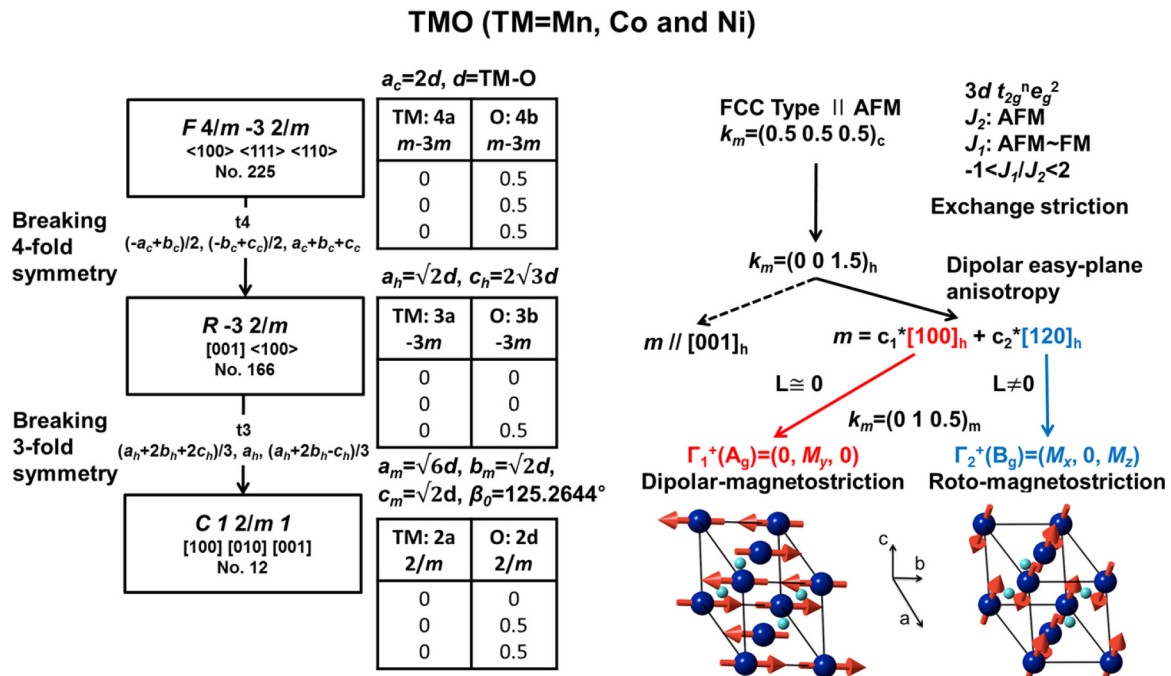 TMO (TM=Mn, Co and Ni)
F 4/m -3 2/m
<100> <111> <110>
No. 225
Breaking
4-fold
symmetry
t4
(-a_c+b_c)/2, (-b_c+c_c)/2, a_c+b_c+c_c
R -3 2/m
[001] <100>
No. 166
Breaking
3-fold
symmetry
t3
(a_h+2b_h+2c_h)/3, a_h, (a_h+2b_h-c_h)/3
C 1 2/m 1
[100] [010] [001]
No. 12
a_c=2d, d=TM-O
TM: 4a O: 4b
m-3m m-3m
0 0.5
0 0.5
0 0.5
a_h=√2d, c_h=2√3d
TM: 3a O: 3b
-3m -3m
0 0
0 0
0 0.5
a_m=√6d, b_m=√2d,
c_m=√2d, β_0=125.2644°
TM: 2a O: 2d
2/m 2/m
0 0
0 0.5
0 0.5
FCC Type II AFM
k_m=(0.5 0.5 0.5)_c
3d t_2g^n e_g^2
J_2: AFM
J_1: AFM~FM
-1<J_1/J_2<2
Exchange striction
k_m=(0 0 1.5)_h
Dipolar easy-plane
anisotropy
m // [001]_h
m = c_1*[100]_h + c_2*[120]_h
L≅0
L≠0
k_m=(0 1 0.5)_m
Γ_1^+(A_g)=(0, M_y, 0)
Dipolar-magnetostriction
Γ_2^+(B_g)=(M_x, 0, M_z)
Roto-magnetostriction
c
b
a